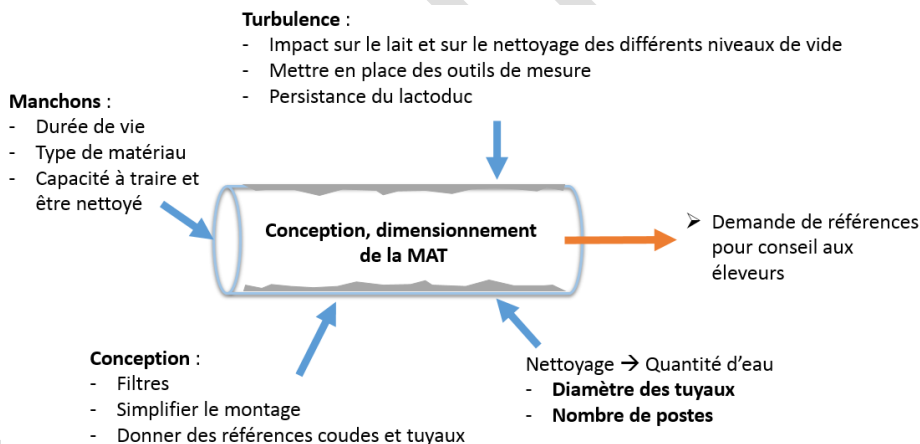 Turbulence :
- Impact sur le lait et sur le nettoyage des différents niveaux de vide
- Mettre en place des outils de mesure
- Persistance du lactoduc
Manchons :
- Durée de vie
- Type de matériau
- Capacité à traire et
être nettoyé
Conception, dimensionnement
de la MAT
➢ Demande de références
pour conseil aux
éleveurs
Conception :
- Filtres
- Simplifier le montage
- Donner des références coudes et tuyaux
Nettoyage → Quantité d’eau
- Diamètre des tuyaux
- Nombre de postes